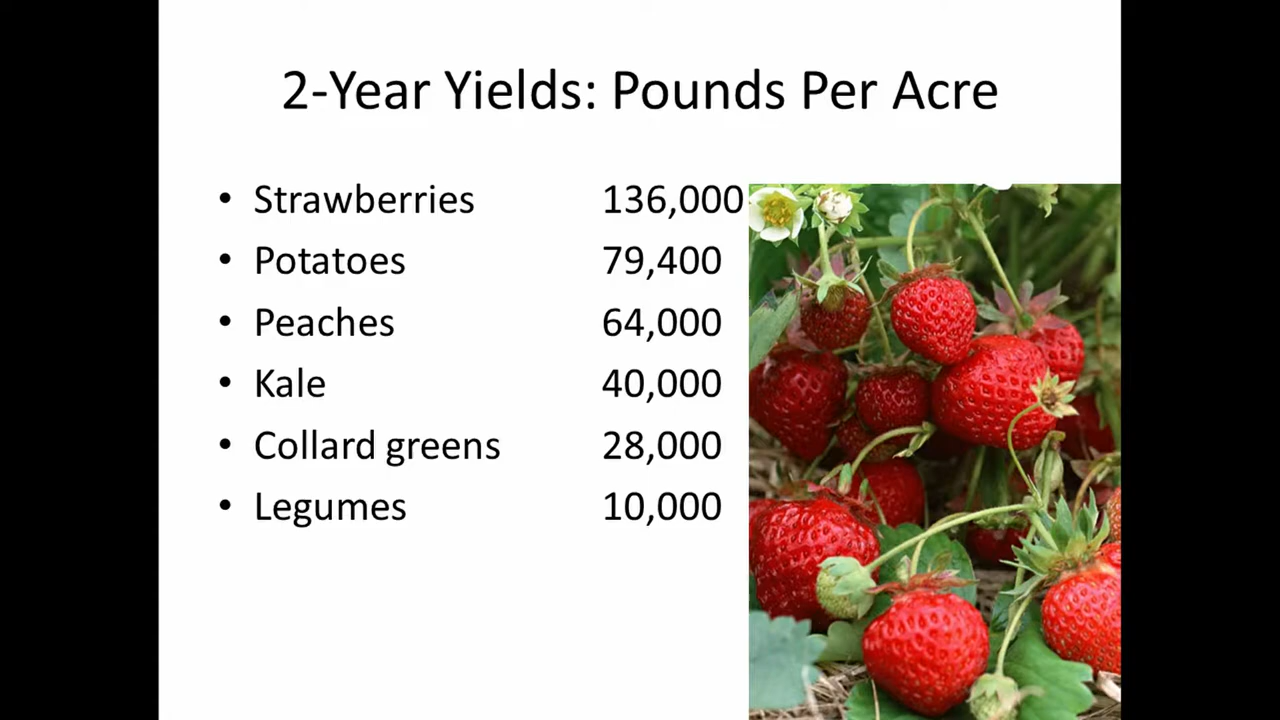 2-Year Yields: Pounds Per Acre
• Strawberries 136,000
• Potatoes 79,400
• Peaches 64,000
• Kale 40,000
• Collard greens 28,000
• Legumes 10,000